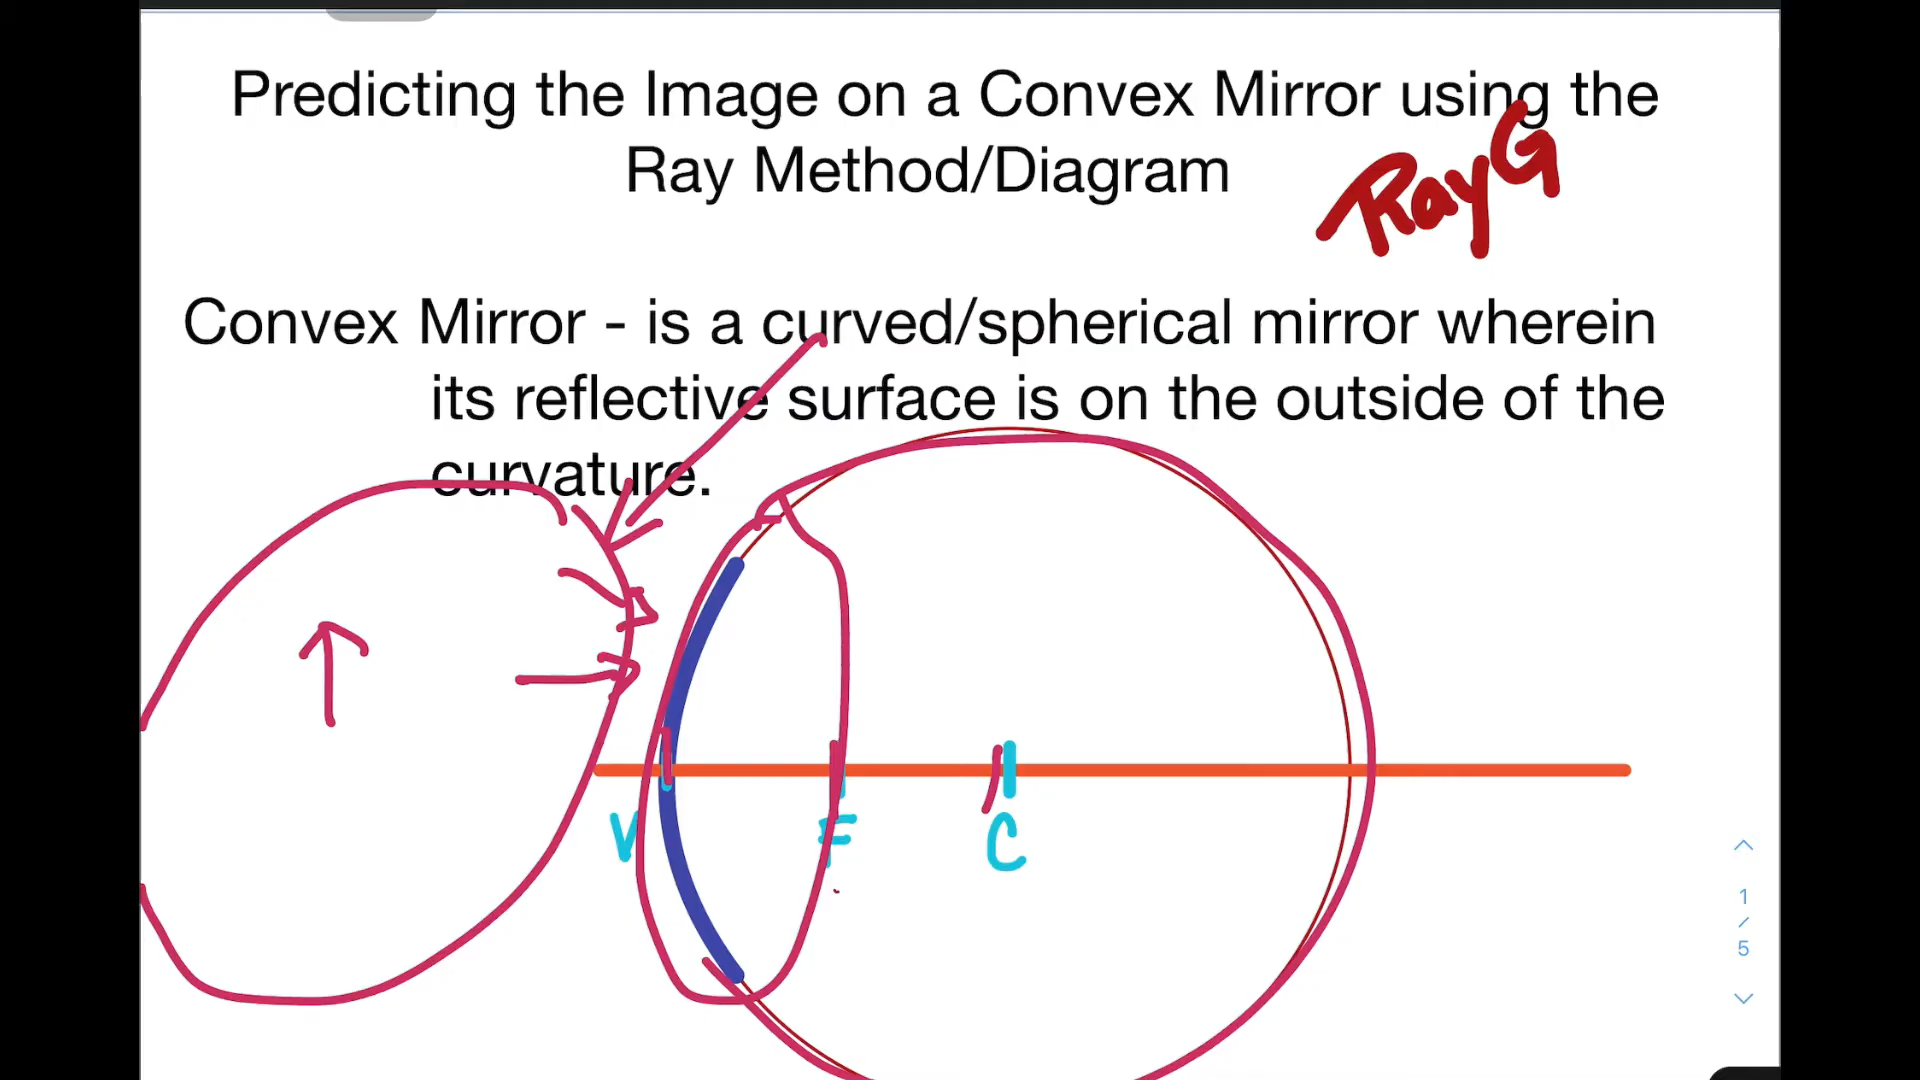 Predicting the Image on a Convex Mirror using the
Ray Method/Diagram
RayG
Convex Mirror - is a curved/spherical mirror wherein
its reflective surface is on the outside of the
curvature.
V F C
1
/
5